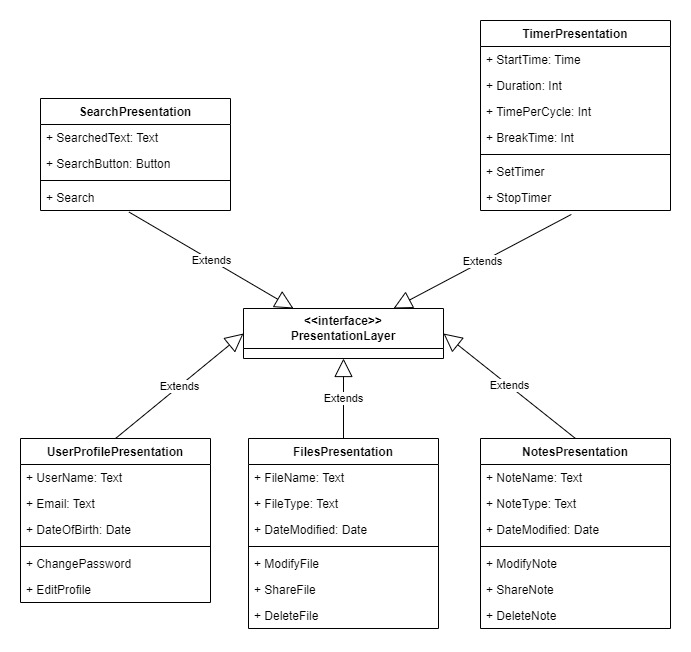 TimerPresentation
+ StartTime: Time
+ Duration: Int
+ TimePerCycle: Int
+ BreakTime: Int
+ SetTimer
+ StopTimer
SearchPresentation
+ SearchedText: Text
+ SearchButton: Button
+ Search
Extends
Extends
<<interface>>
PresentationLayer
Extends
Extends
Extends
UserProfilePresentation
+ UserName: Text
+ Email: Text
+ DateOfBirth: Date
+ ChangePassword
+ EditProfile
FilesPresentation
+ FileName: Text
+ FileType: Text
+ DateModified: Date
+ ModifyFile
+ ShareFile
+ DeleteFile
NotesPresentation
+ NoteName: Text
+ NoteType: Text
+ DateModified: Date
+ ModifyNote
+ ShareNote
+ DeleteNote